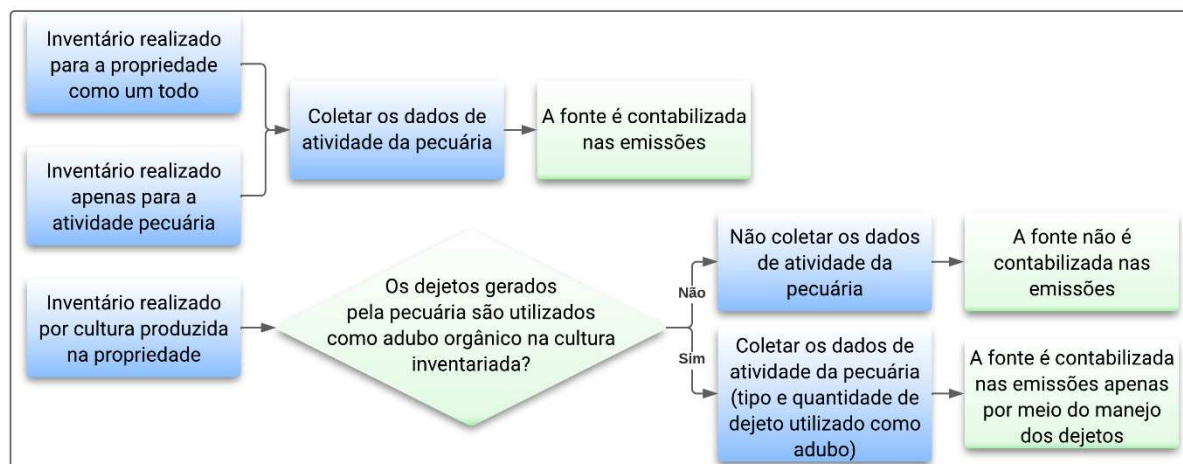 Inventário realizado
para a propriedade
como um todo
Inventário realizado
apenas para a
atividade pecuária
Coletar os dados de
atividade da pecuária
A fonte é contabilizada
nas emissões
Inventário realizado
por cultura produzida
na propriedade
Os dejetos gerados
pela pecuária são utilizados
como adubo orgânico na cultura
inventariada?
Não
Não coletar os dados
de atividade da
pecuária
A fonte não é
contabilizada nas
emissões
Sim
Coletar os dados de
atividade da pecuária
(tipo e quantidade de
dejeto utilizado como
adubo)
A fonte é contabilizada
nas emissões apenas
por meio do manejo
dos dejetos